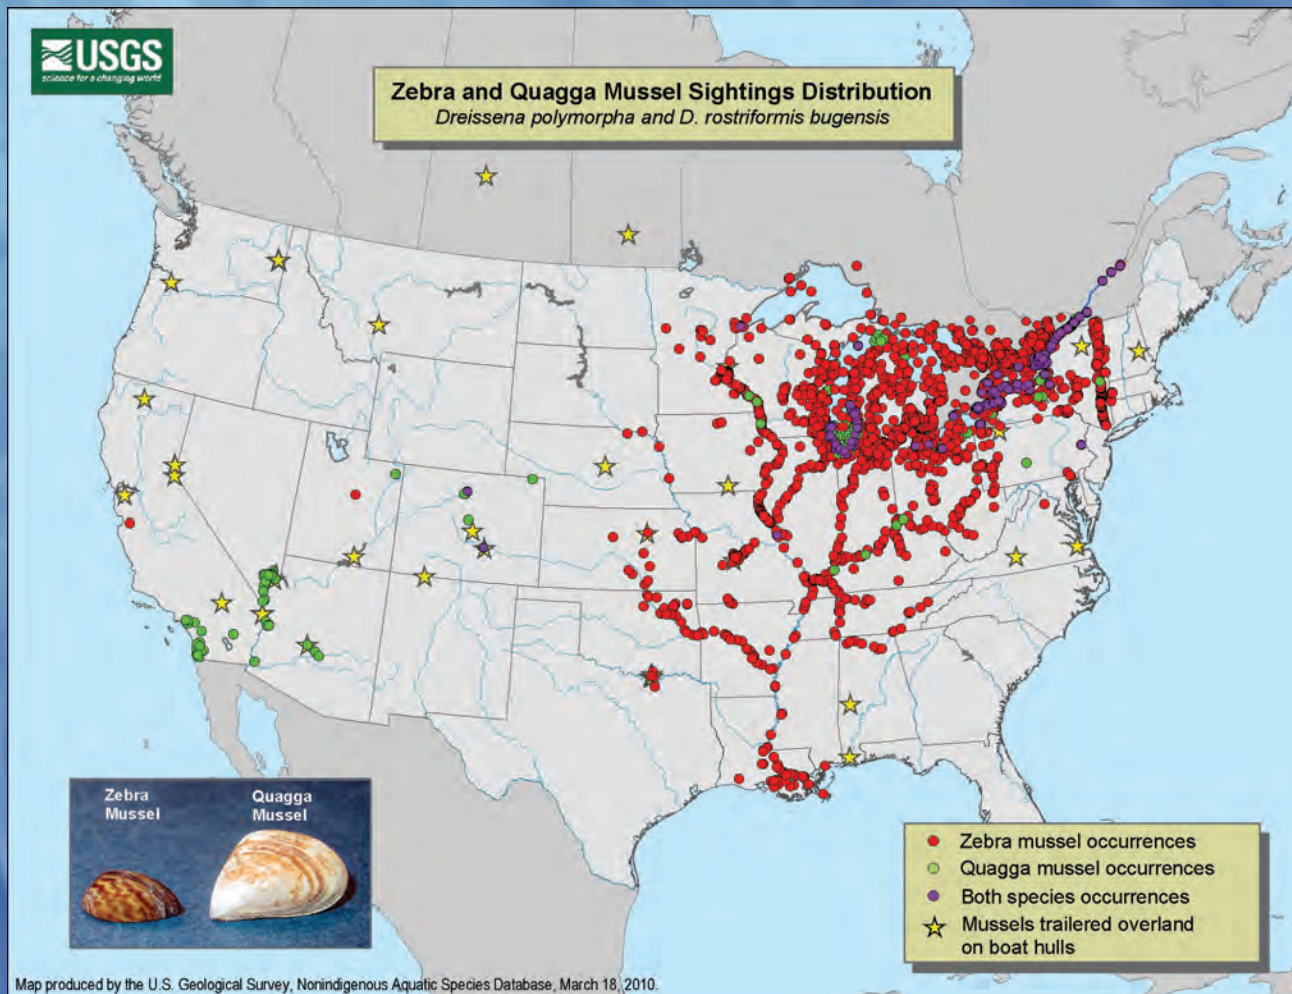 USGS
science for a changing world
Zebra and Quagga Mussel Sightings Distribution
Dreissena polymorpha and D. rostriformis bugensis
Zebra
Mussel
Quagga
Mussel
Zebra mussel occurrences
Quagga mussel occurrences
Both species occurrences
Mussels trailered overland
on boat hulls
Map produced by the U.S. Geological Survey, Nonindigenous Aquatic Species Database, March 18, 2010.